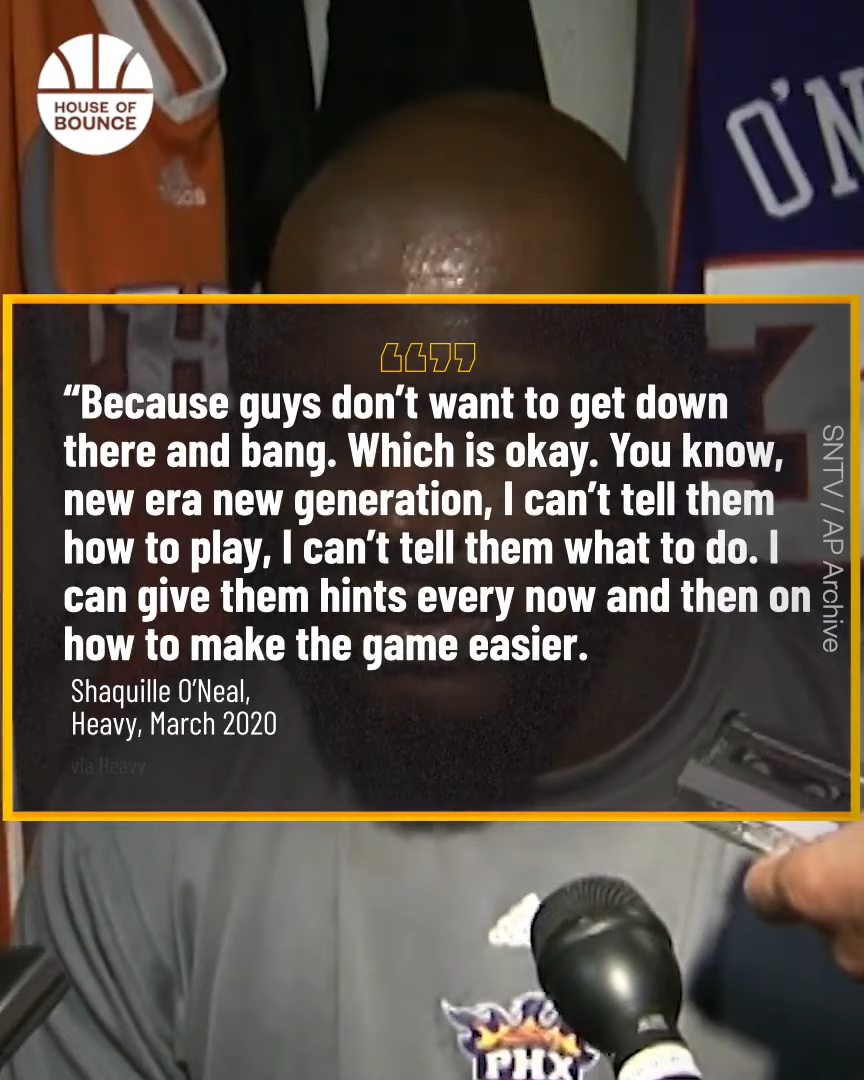 HOUSE OF
BOUNCE
O'N
“Because guys don’t want to get down
there and bang. Which is okay. You know,
new era new generation, I can’t tell them
how to play, I can’t tell them what to do. I
can give them hints every now and then on
how to make the game easier.
Shaquille O’Neal,
Heavy, March 2020
via Heavy
SNTV / AP Archive
PHX